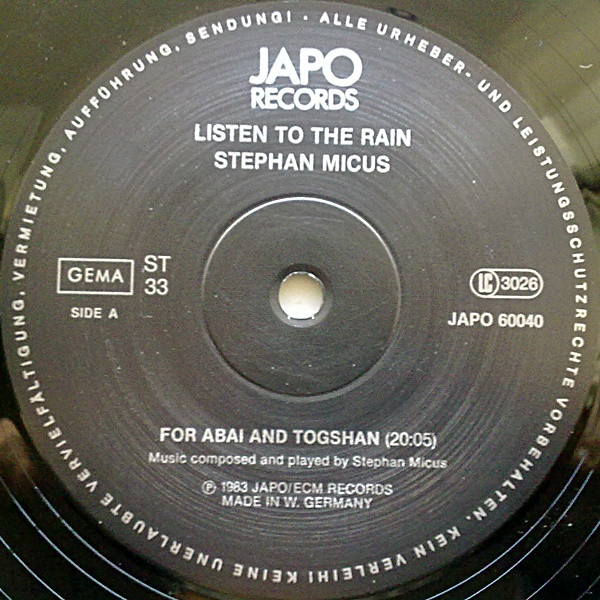 JAPO
RECORDS
LISTEN TO THE RAIN
STEPHAN MICUS
GEMA
ST
33
SIDE A
LC 3026
JAPO 60040
FOR ABAI AND TOGSHAN (20:05)
Music composed and played by Stephan Micus
Ⓟ 1983 JAPO/ECM RECORDS
MADE IN W. GERMANY
ALLE URHEBER- UND LEISTUNGSSCHUTZRECHTE VORBEHALTEN. KEIN VERLEIH! KEINE UNERLAUBTE VERVIELFÄLTIGUNG, VERMIETUNG, AUFFÜHRUNG, SENDUNG! ·